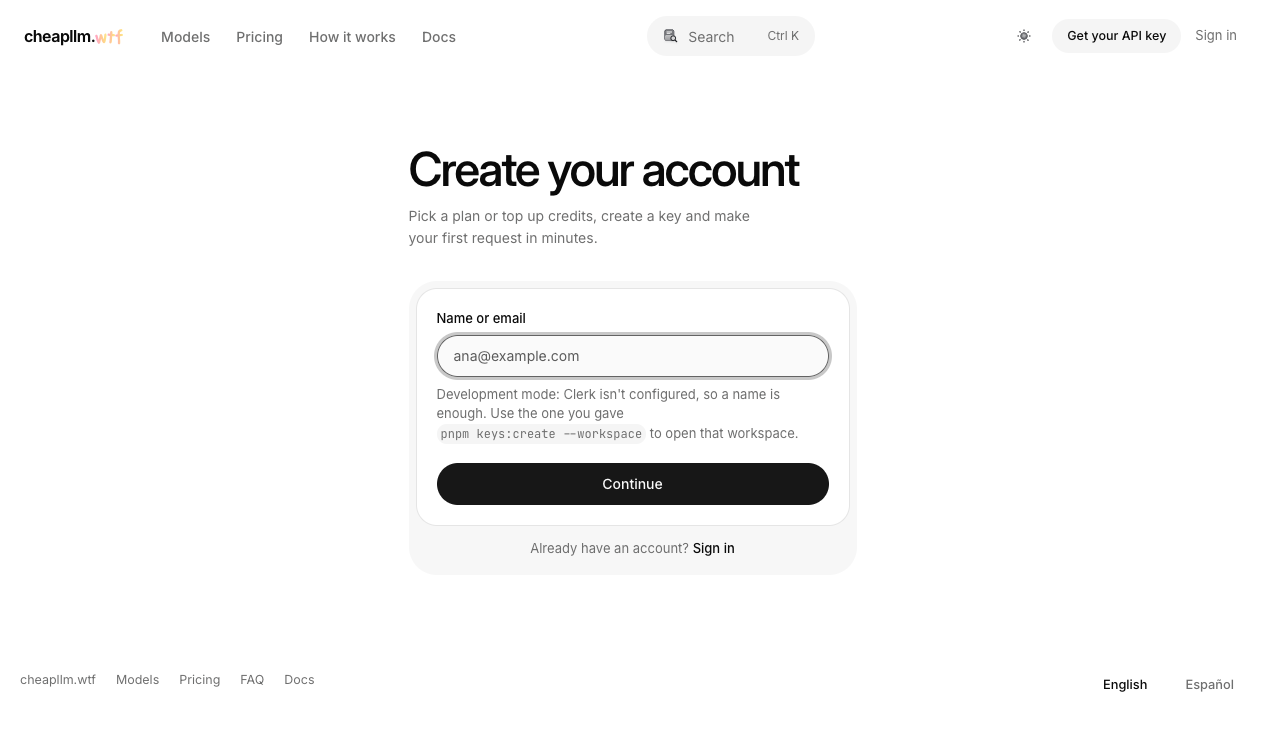 cheapllm.wtf Models Pricing How it works Docs Search Ctrl K Get your API key Sign in
Create your account
Pick a plan or top up credits, create a key and make
your first request in minutes.
Name or email
ana@example.com
Development mode: Clerk isn't configured, so a name is
enough. Use the one you gave
pnpm keys:create --workspace to open that workspace.
Continue
Already have an account? Sign in
cheapllm.wtf Models Pricing FAQ Docs English Español